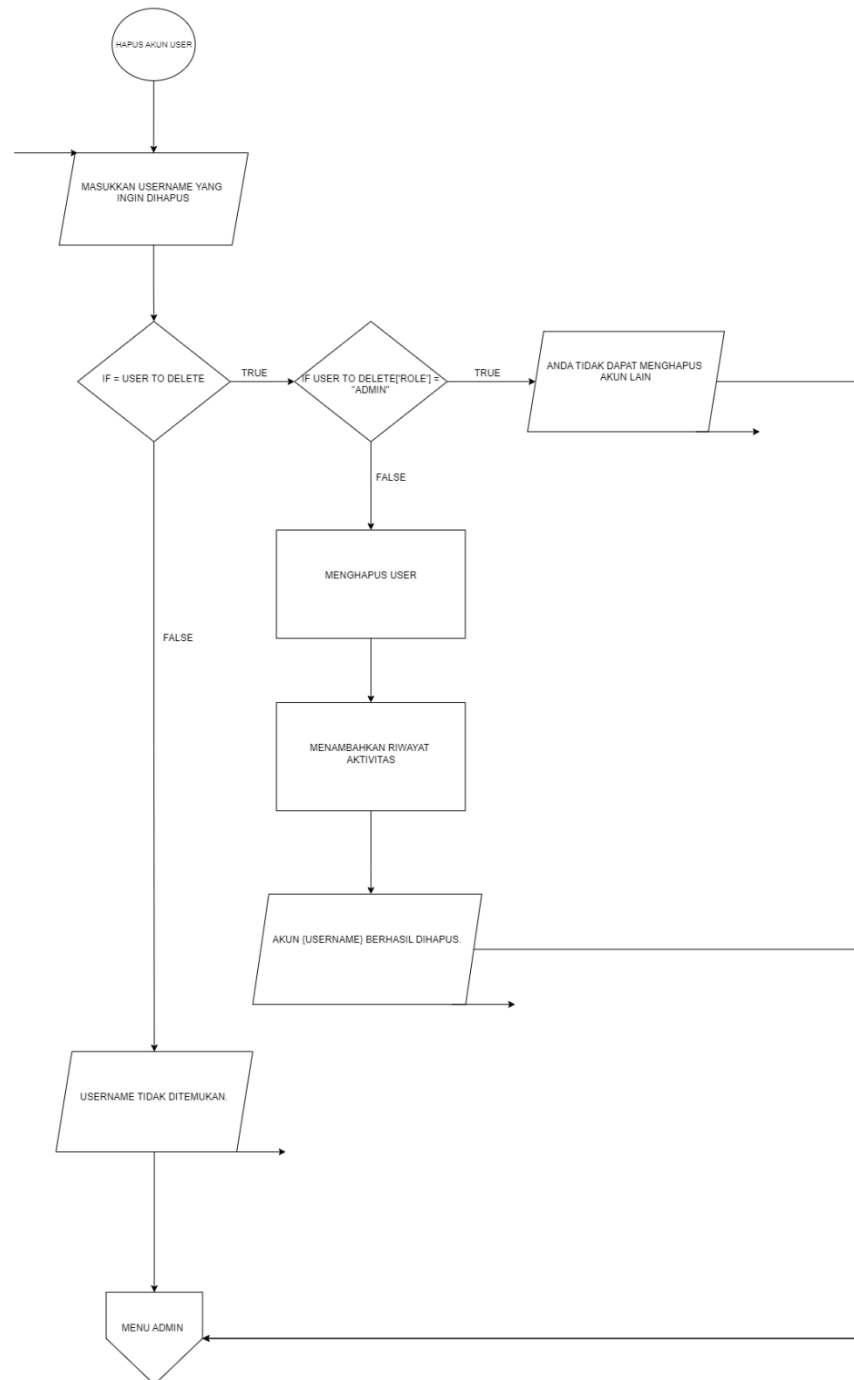 HAPUS AKUN USER
MASUKKAN USERNAME YANG
INGIN DIHAPUS
IF = USER TO DELETE
TRUE
IF USER TO DELETE['ROLE'] =
"ADMIN"
TRUE
ANDA TIDAK DAPAT MENGHAPUS
AKUN LAIN
FALSE
MENGHAPUS USER
FALSE
MENAMBAHKAN RIWAYAT
AKTIVITAS
AKUN {USERNAME} BERHASIL DIHAPUS.
USERNAME TIDAK DITEMUKAN.
MENU ADMIN